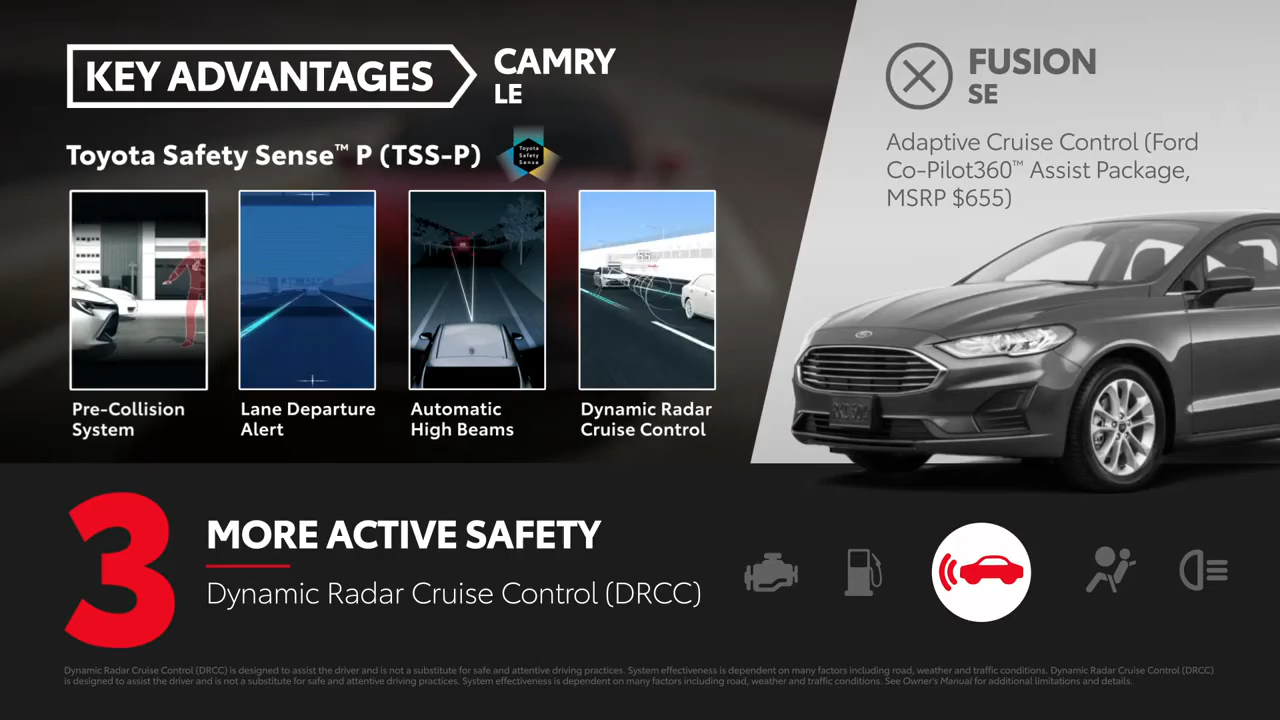 KEY ADVANTAGES
CAMRY
LE
Toyota Safety Sense™ P (TSS-P)
Toyota
Safety
Sense
Pre-Collision
System
Lane Departure
Alert
Automatic
High Beams
Dynamic Radar
Cruise Control
FUSION
SE
Adaptive Cruise Control (Ford
Co-Pilot360™ Assist Package,
MSRP $655)
3
MORE ACTIVE SAFETY
Dynamic Radar Cruise Control (DRCC)
Dynamic Radar Cruise Control (DRCC) is designed to assist the driver and is not a substitute for safe and attentive driving practices. System effectiveness is dependent on many factors including road, weather and traffic conditions. Dynamic Radar Cruise Control (DRCC)
is designed to assist the driver and is not a substitute for safe and attentive driving practices. System effectiveness is dependent on many factors including road, weather and traffic conditions. See Owner's Manual for additional limitations and details.